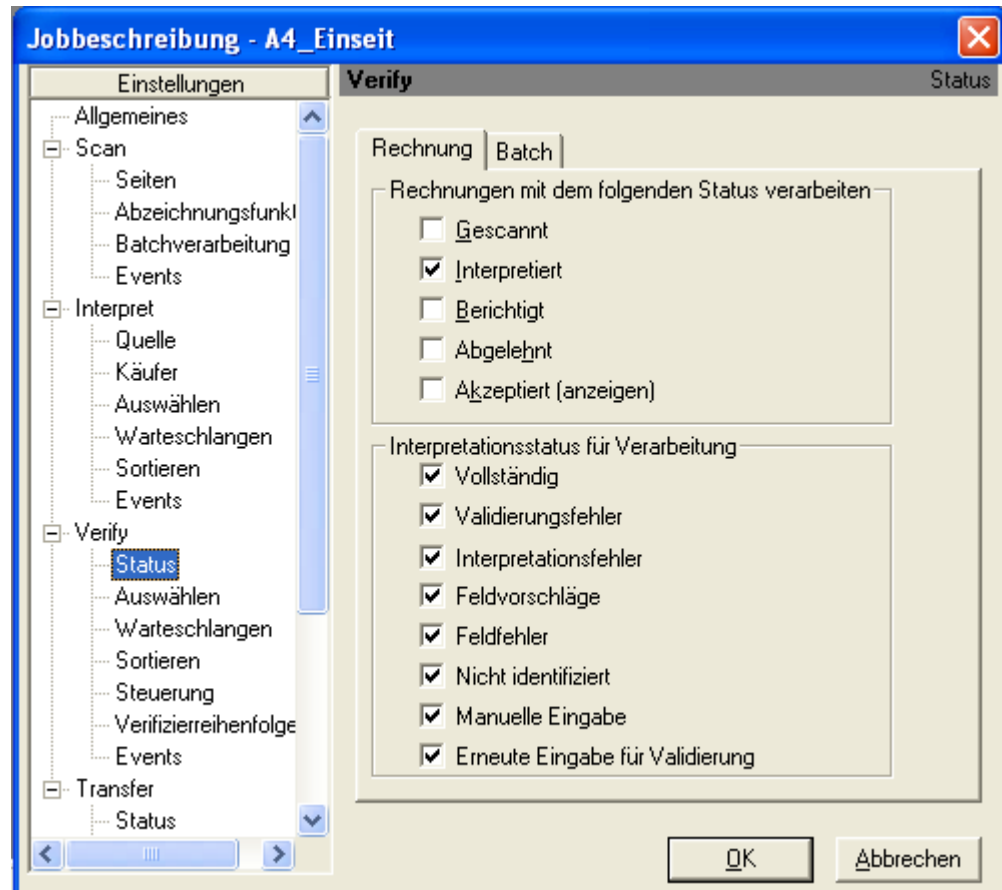 Jobbeschreibung - A4_Einseit
Einstellungen
Allgemeines
Scan
Seiten
Abzeichnungsfunkt
Batchverarbeitung
Events
Interpret
Quelle
Käufer
Auswählen
Warteschlangen
Sortieren
Events
Verify
Status
Auswählen
Warteschlangen
Sortieren
Steuerung
Verifizierreihenfolge
Events
Transfer
Status
Verify Status
Rechnung Batch
Rechnungen mit dem folgenden Status verarbeiten
Gescannt
Interpretiert
Berichtigt
Abgelehnt
Akzeptiert (anzeigen)
Interpretationsstatus für Verarbeitung
Vollständig
Validierungsfehler
Interpretationsfehler
Feldvorschläge
Feldfehler
Nicht identifiziert
Manuelle Eingabe
Erneute Eingabe für Validierung
OK Abbrechen